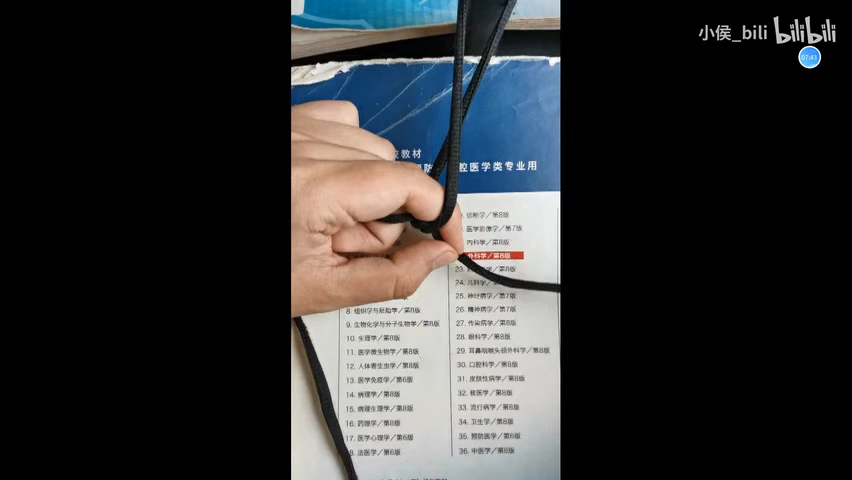 小侯_bili bilibili
07:43
校教材
腔医学类专业用
诊断学／第8版
医学影像学／第7版
内科学／第8版
外科学／第8版
23.
24. 儿科学
25. 神经病学／第7版
26. 精神病学／第7版
27. 传染病学／第8版
28. 眼科学／第8版
29. 耳鼻咽喉头颈外科学／第8版
30. 口腔科学／第8版
31. 皮肤性病学／第8版
32. 核医学／第8版
33. 流行病学／第8版
34. 卫生学／第8版
35. 预防医学／第6版
36. 中医学／第8版
8. 组织学与胚胎学／第8版
9. 生物化学与分子生物学／第8版
10. 生理学／第8版
11. 医学微生物学／第8版
12. 人体寄生虫学／第8版
13. 医学免疫学／第6版
14. 病理学／第8版
15. 病理生理学／第8版
16. 药理学／第8版
17. 医学心理学／第6版
8. 法医学／第6版